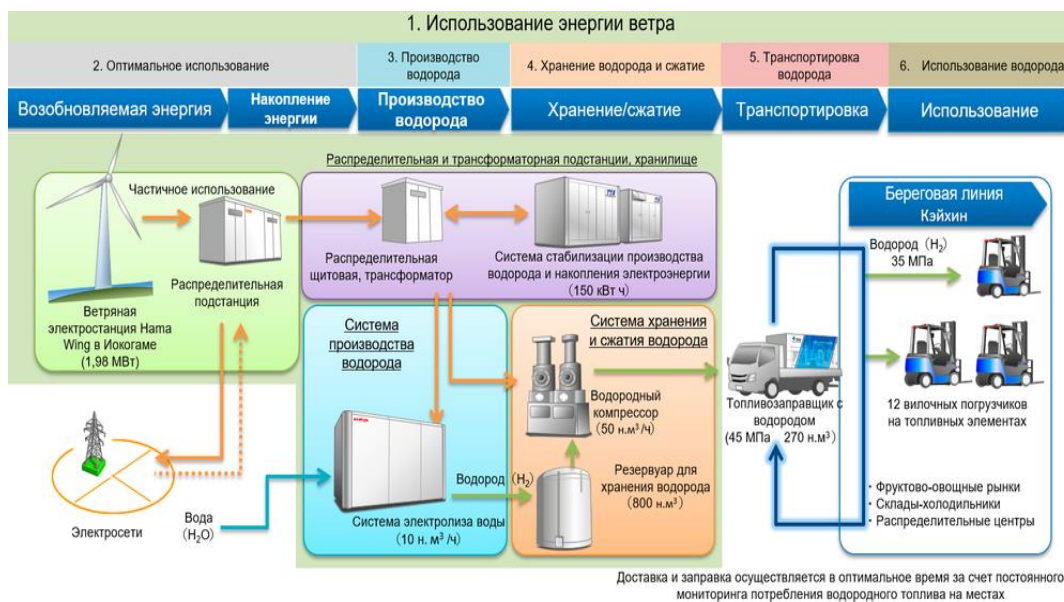 1. Использование энергии ветра
2. Оптимальное использование
3. Производство
водорода
4. Хранение водорода и сжатие
5. Транспортировка
водорода
6. Использование водорода
Возобновляемая энергия
Накопление
энергии
Производство
водорода
Хранение/сжатие
Транспортировка
Использование
Распределительная и трансформаторная подстанции, хранилище
Частичное использование
Распределительная
подстанция
Ветряная
электростанция Hama
Wing в Иокогаме
(1,98 МВт)
Распределительная
щитовая, трансформатор
Система стабилизации производства
водорода и накопления электроэнергии
(150 кВт ч)
Береговая линия
Кэйхин
Водород (H₂)
35 МПа
Система
производства
водорода
Система хранения
и сжатия водорода
Водородный
компрессор
(50 н.м³/ч)
Топливозаправщик с
водородом
(45 МПа 270 н.м³)
12 вилочных погрузчиков
на топливных элементах
Электросети
Вода
(H₂O)
Водород (H₂)
Система электролиза воды
(10 н. м³/ч)
Резервуар для
хранения водорода
(800 н.м³)
· Фруктово-овощные рынки
· Склады-холодильники
· Распределительные центры
Доставка и заправка осуществляется в оптимальное время за счет постоянного
мониторинга потребления водородного топлива на местах